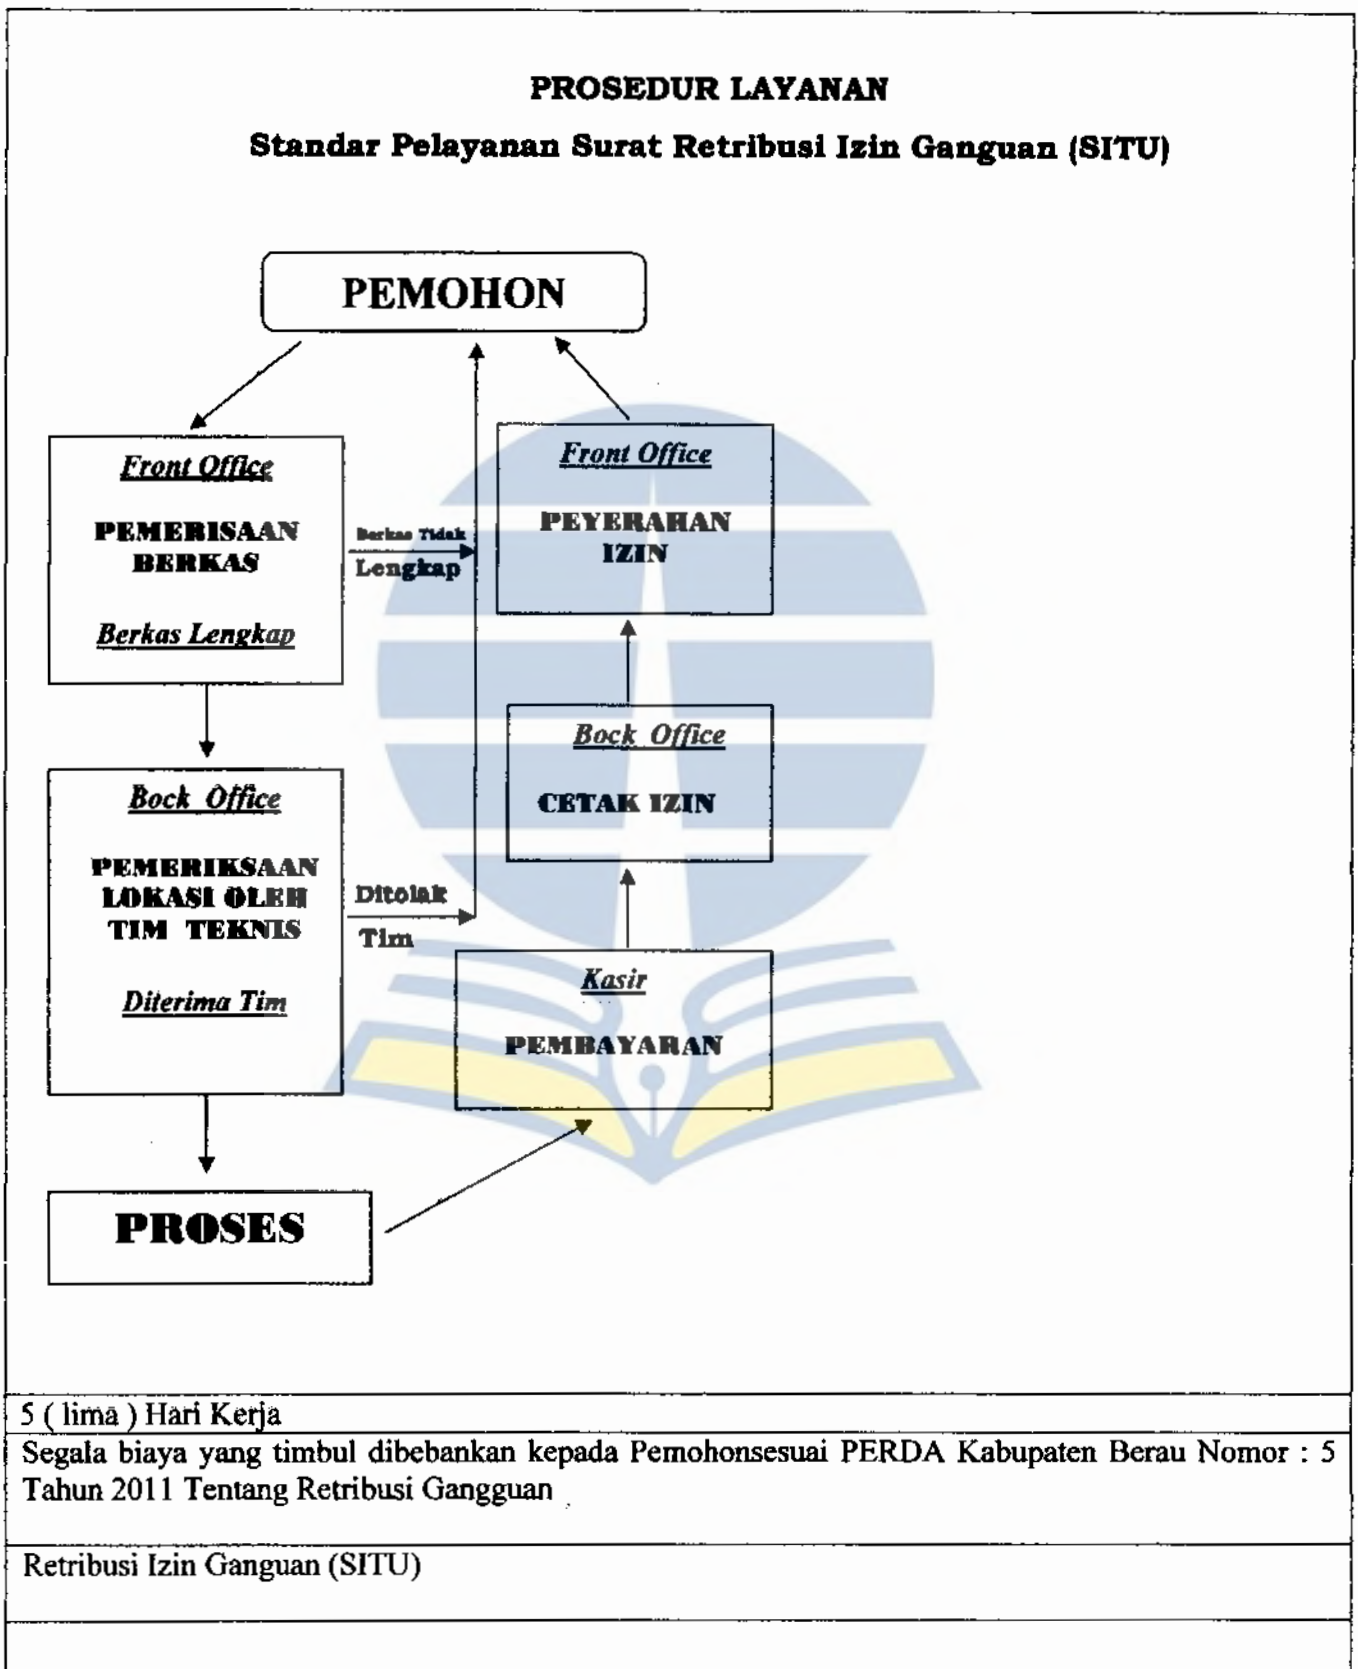 PROSEDUR LAYANAN
Standar Pelayanan Surat Retribusi Izin Ganguan (SITU)
PEMOHON
Front Office
PEMERISAAN
BERKAS
Berkas Lengkap
Berkas Tidak
Lengkap
Bock Office
PEMERIKSAAN
LOKASI OLEH
TIM TEKNIS
Diterima Tim
Ditolak
Tim
PROSES
Kasir
PEMBAYARAN
Bock Office
CETAK IZIN
Front Office
PEYERAHAN
IZIN
5 ( lima ) Hari Kerja
Segala biaya yang timbul dibebankan kepada Pemohonsesuai PERDA Kabupaten Berau Nomor : 5
Tahun 2011 Tentang Retribusi Gangguan
Retribusi Izin Ganguan (SITU)